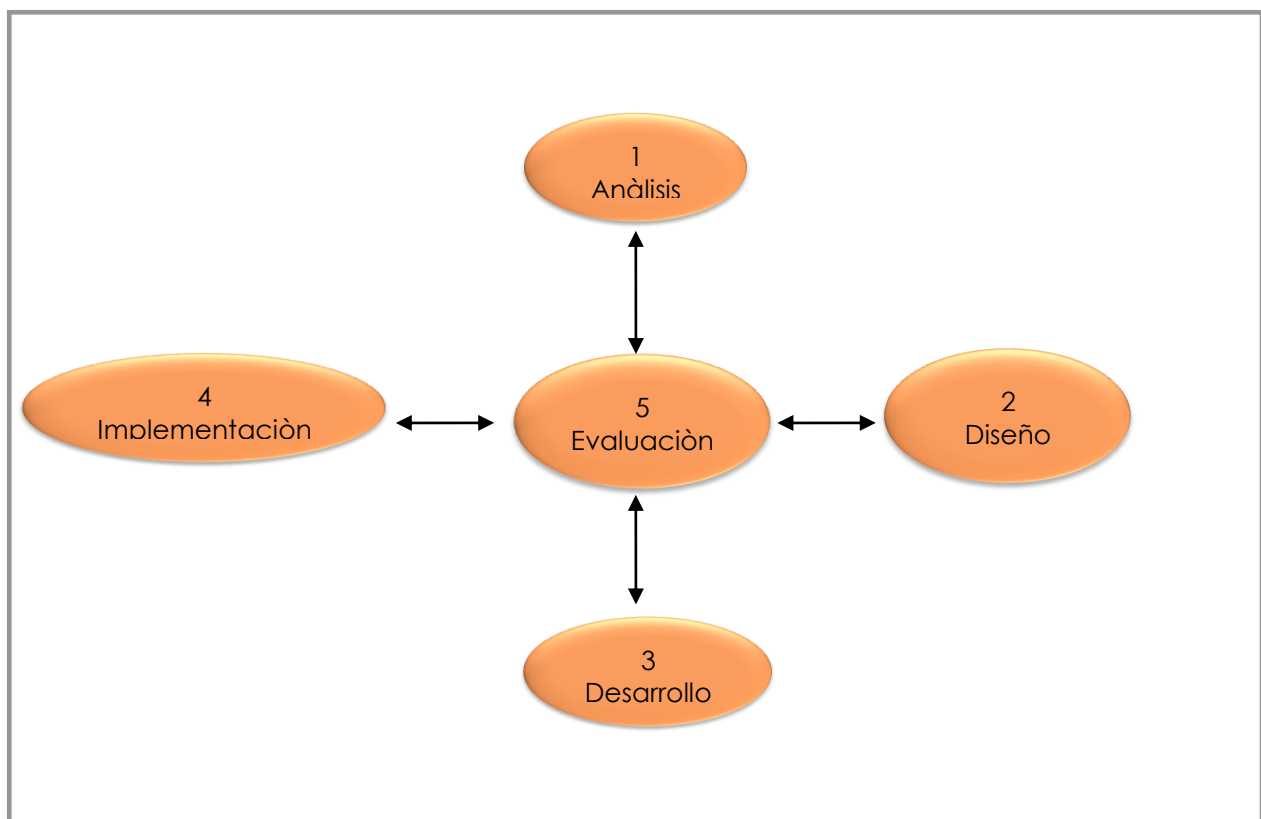 1
Anàlisis
4
Implementaciòn
5
Evaluaciòn
2
Diseño
3
Desarrollo